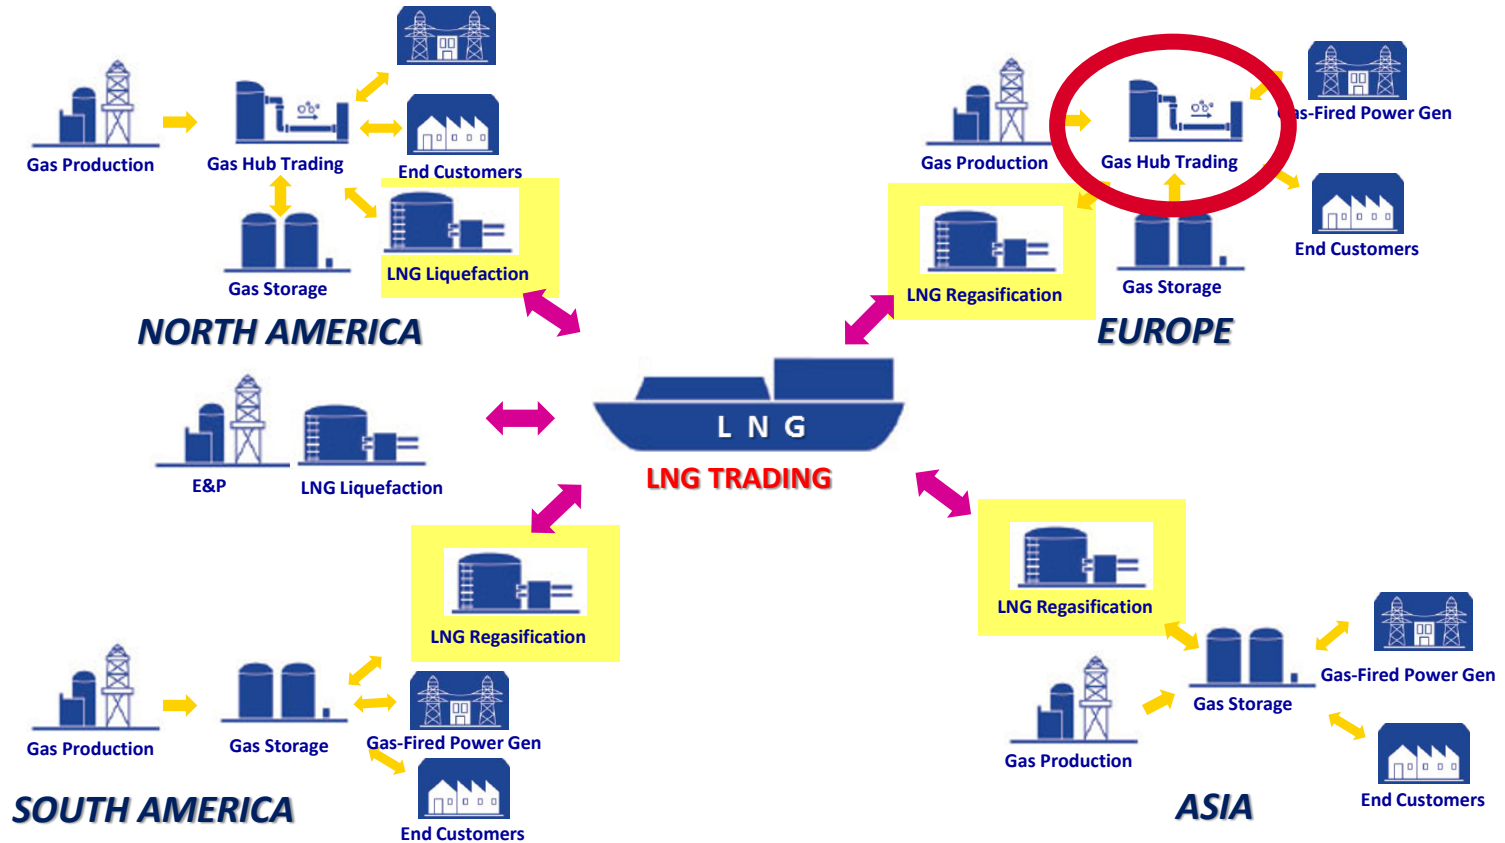 Gas Production
Gas Hub Trading
End Customers
Gas Storage
LNG Liquefaction
NORTH AMERICA
Gas Production
Gas Hub Trading
Gas-Fired Power Gen
End Customers
LNG Regasification
Gas Storage
EUROPE
E&P
LNG Liquefaction
L N G
LNG TRADING
LNG Regasification
Gas Production
Gas Storage
Gas-Fired Power Gen
End Customers
SOUTH AMERICA
LNG Regasification
Gas Production
Gas Storage
Gas-Fired Power Gen
End Customers
ASIA